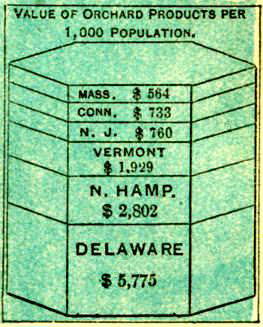 VALUE OF ORCHARD PRODUCTS PER
1,000 POPULATION.
MASS. $ 564
CONN. $ 733
N. J. $ 760
VERMONT
$ 1,929
N. HAMP.
$ 2,802
DELAWARE
$ 5,775